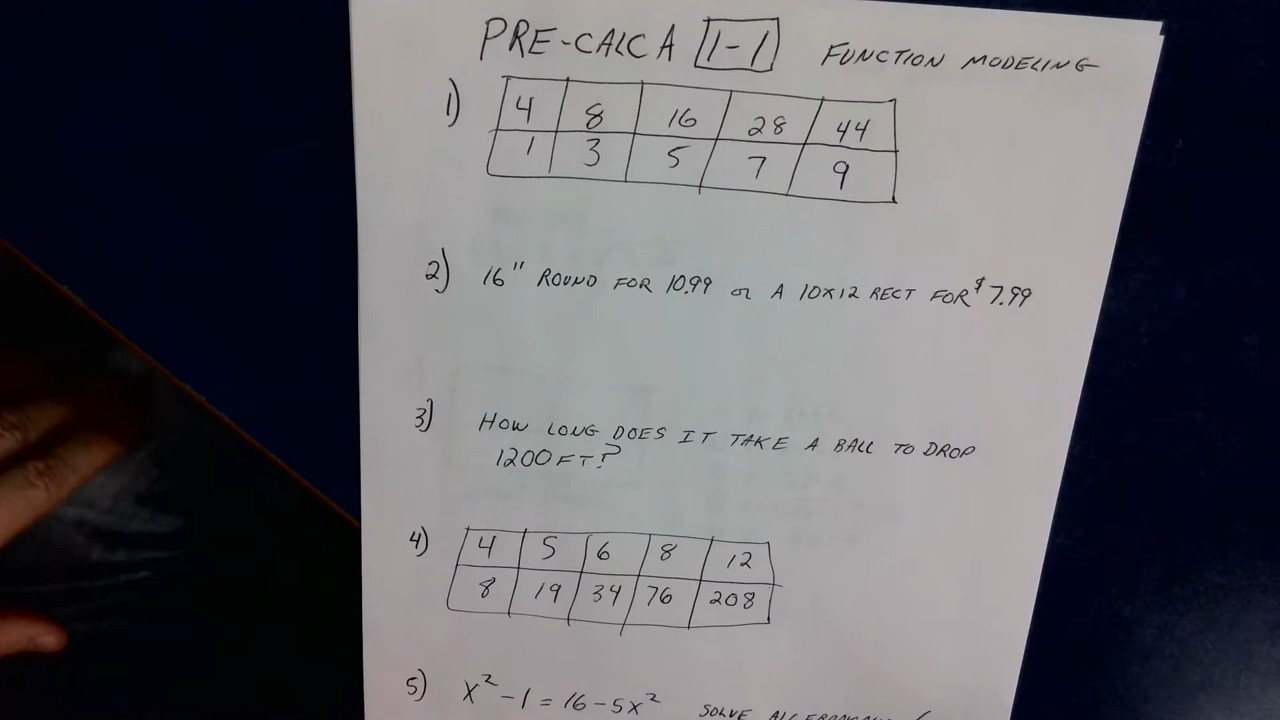 PRE-CALC A 1-1 FUNCTION MODELING
1) 4 8 16 28 44
1 3 5 7 9
2) 16" ROUND FOR 10.99 or A 10x12 RECT FOR $7.99
3) HOW LONG DOES IT TAKE A BALL TO DROP
1200 FT?
4) 4 5 6 8 12
8 19 34 76 208
5) x² - 1 = 16 - 5x² SOLVE